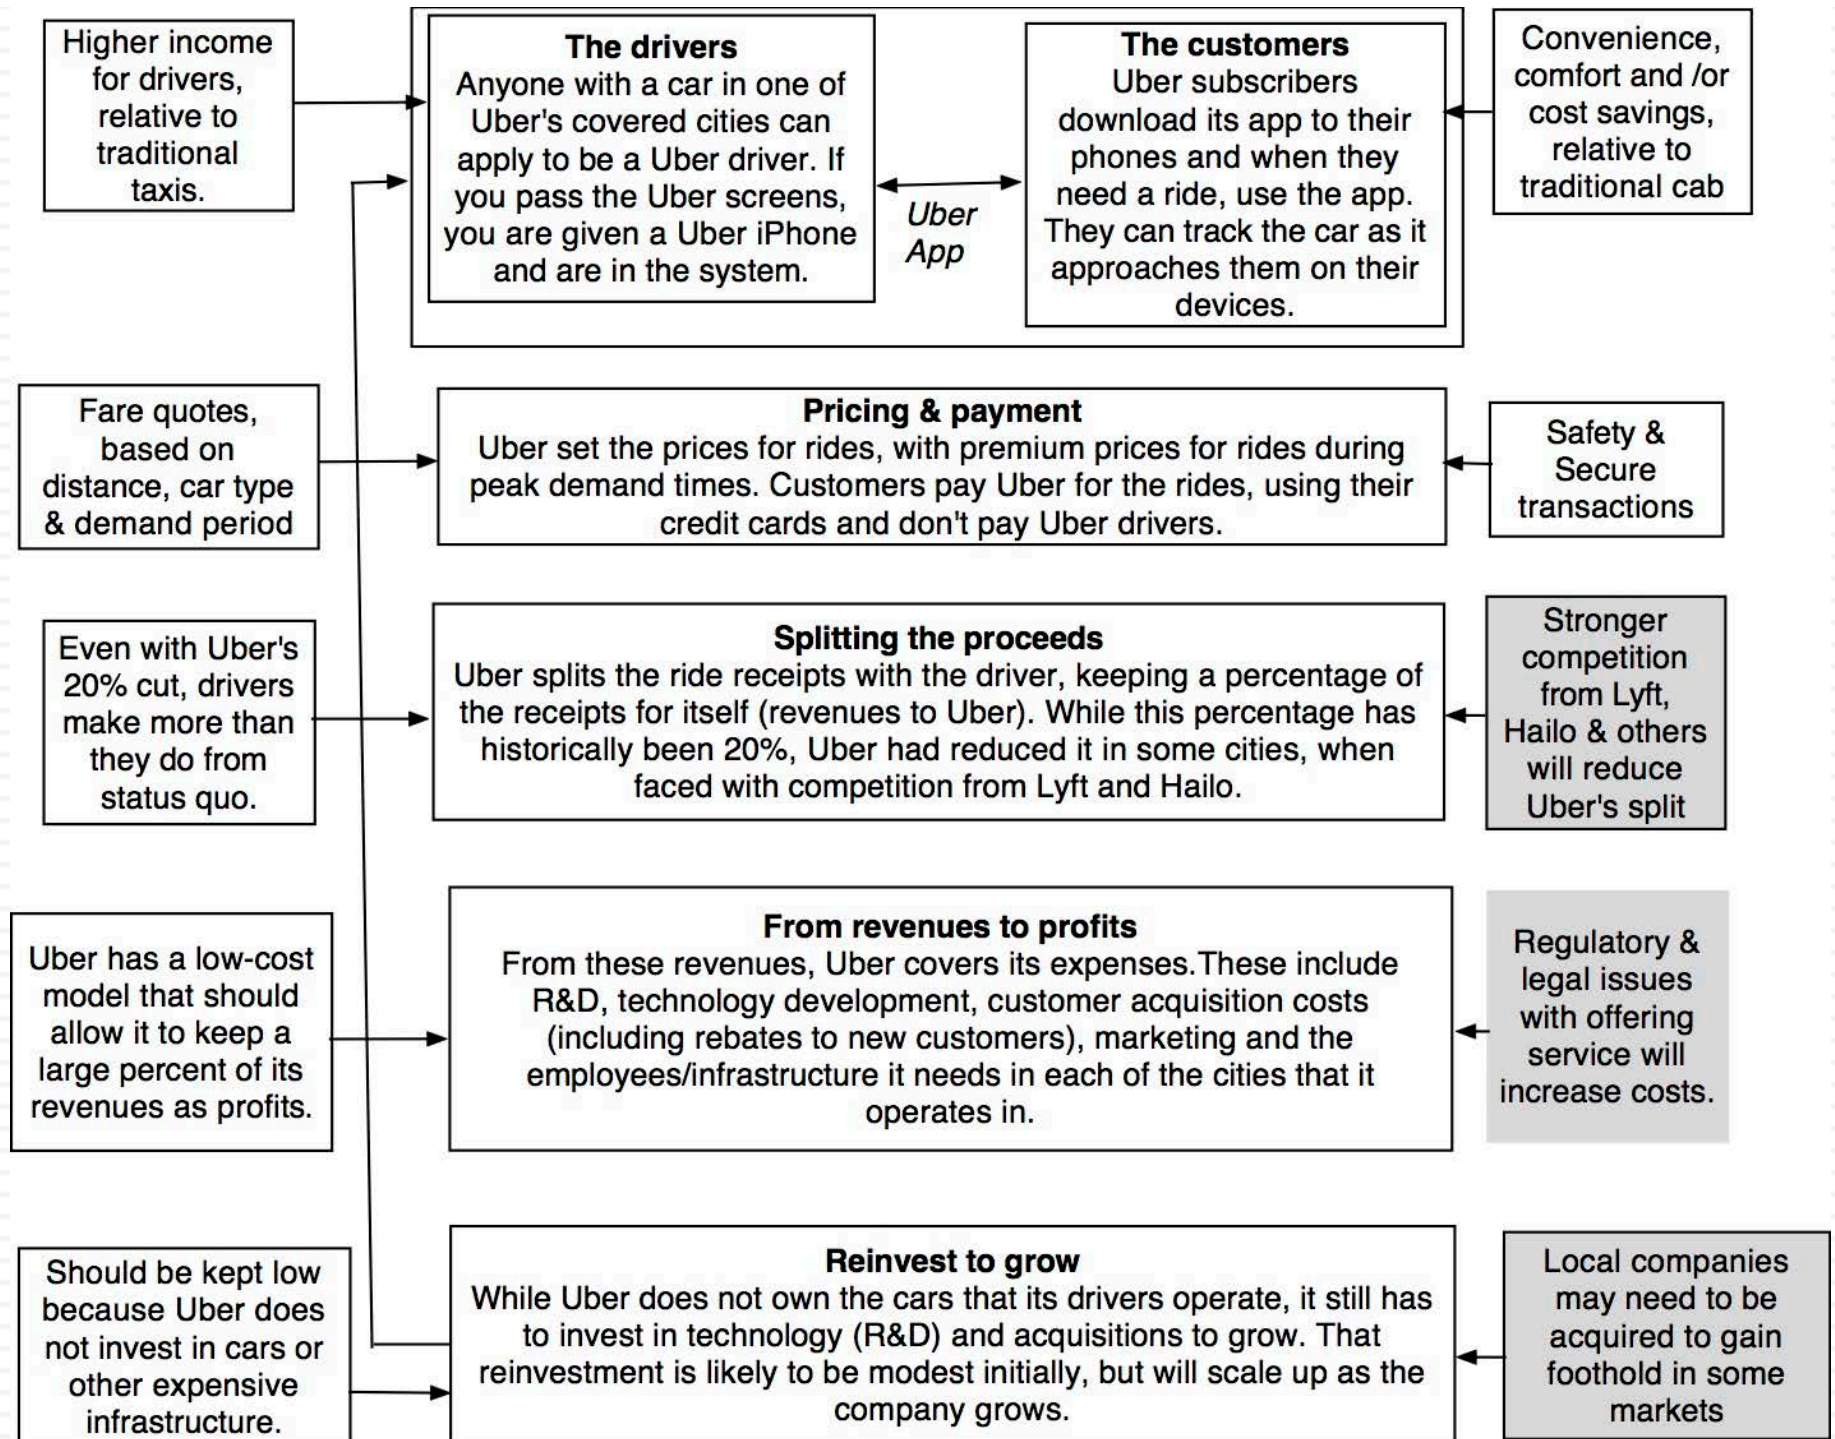 Higher income
for drivers,
relative to
traditional
taxis.
The drivers
Anyone with a car in one of
Uber's covered cities can
apply to be a Uber driver. If
you pass the Uber screens,
you are given a Uber iPhone
and are in the system.
Uber
App
The customers
Uber subscribers
download its app to their
phones and when they
need a ride, use the app.
They can track the car as it
approaches them on their
devices.
Convenience,
comfort and /or
cost savings,
relative to
traditional cab
Fare quotes,
based on
distance, car type
& demand period
Pricing & payment
Uber set the prices for rides, with premium prices for rides during
peak demand times. Customers pay Uber for the rides, using their
credit cards and don't pay Uber drivers.
Safety &
Secure
transactions
Even with Uber's
20% cut, drivers
make more than
they do from
status quo.
Splitting the proceeds
Uber splits the ride receipts with the driver, keeping a percentage of
the receipts for itself (revenues to Uber). While this percentage has
historically been 20%, Uber had reduced it in some cities, when
faced with competition from Lyft and Hailo.
Stronger
competition
from Lyft,
Hailo & others
will reduce
Uber's split
Uber has a low-cost
model that should
allow it to keep a
large percent of its
revenues as profits.
From revenues to profits
From these revenues, Uber covers its expenses.These include
R&D, technology development, customer acquisition costs
(including rebates to new customers), marketing and the
employees/infrastructure it needs in each of the cities that it
operates in.
Regulatory &
legal issues
with offering
service will
increase costs.
Should be kept low
because Uber does
not invest in cars or
other expensive
infrastructure.
Reinvest to grow
While Uber does not own the cars that its drivers operate, it still has
to invest in technology (R&D) and acquisitions to grow. That
reinvestment is likely to be modest initially, but will scale up as the
company grows.
Local companies
may need to be
acquired to gain
foothold in some
markets